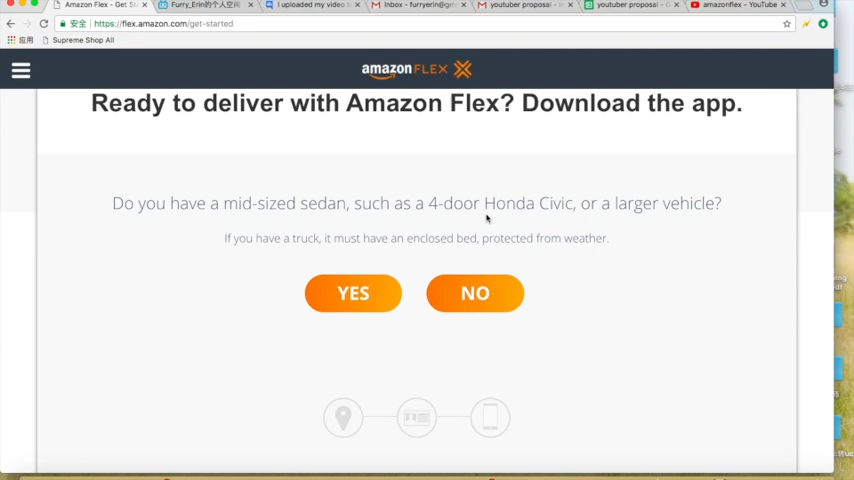 Amazon Flex - Get St
Furry_Erin的个人空间
I uploaded my video b
Inbox - furryerin@gm
youtuber proposal - 
youtuber proposal - G
amazonflex - YouTube
安全
https://flex.amazon.com/get-started
应用
Supreme Shop All
amazon FLEX
Ready to deliver with Amazon Flex? Download the app.
Do you have a mid-sized sedan, such as a 4-door Honda Civic, or a larger vehicle?
If you have a truck, it must have an enclosed bed, protected from weather.
YES
NO